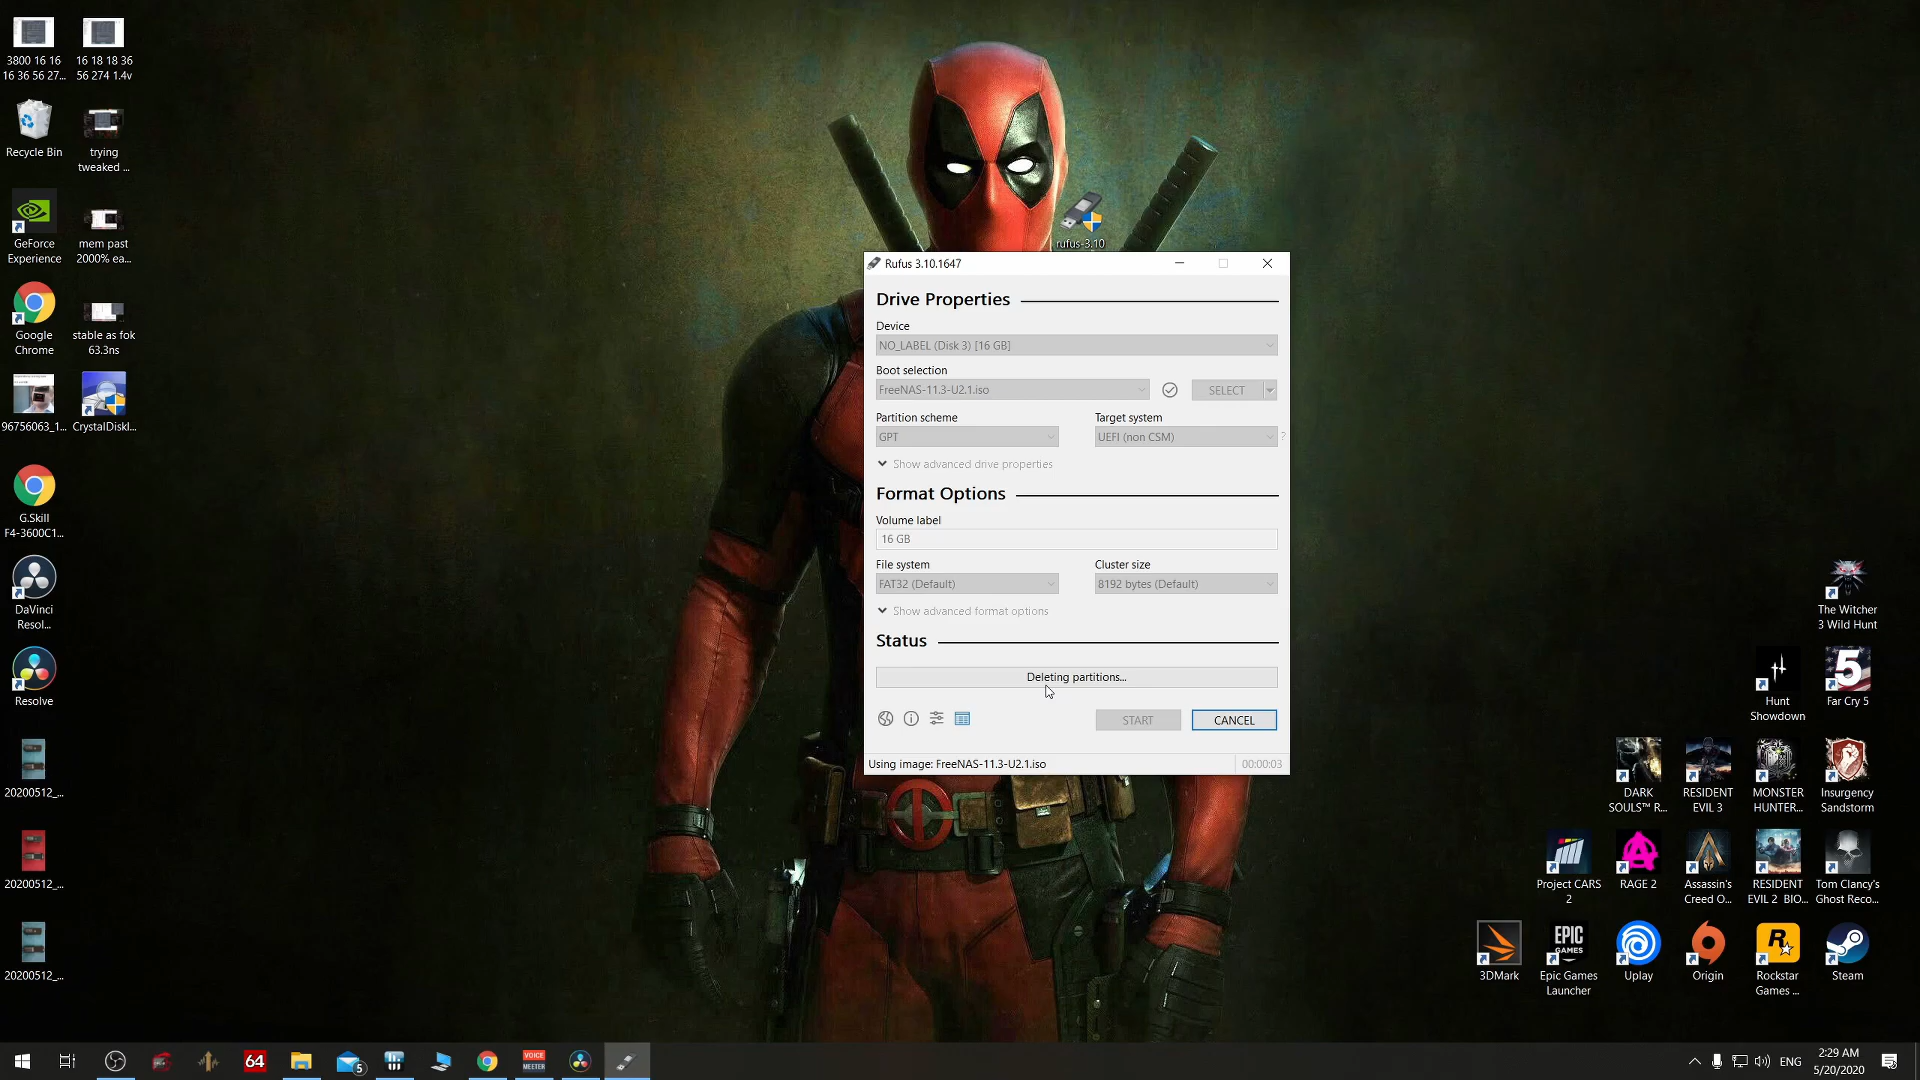 3800 16 16
16 36 56 27...
16 18 18 36
56 274 1.4v
Recycle Bin
trying
tweaked ...
GeForce
Experience
mem past
2000% ea...
Google
Chrome
stable as fok
63.3ns
96756063_1...
CrystalDiskI...
G.Skill
F4-3600C1...
DaVinci
Resol...
Resolve
20200512_...
20200512_...
20200512_...
rufus-3.10
Rufus 3.10.1647
Drive Properties
Device
NO_LABEL (Disk 3) [16 GB]
Boot selection
FreeNAS-11.3-U2.1.iso
SELECT
Partition scheme
Target system
GPT
UEFI (non CSM)
?
Show advanced drive properties
Format Options
Volume label
16 GB
File system
Cluster size
FAT32 (Default)
8192 bytes (Default)
Show advanced format options
Status
Deleting partitions...
START
CANCEL
Using image: FreeNAS-11.3-U2.1.iso
00:00:03
The Witcher
3 Wild Hunt
Hunt
Showdown
5
Far Cry 5
DARK
SOULS™ R...
RESIDENT
EVIL 3
MONSTER
HUNTER...
Insurgency
Sandstorm
Project CARS
2
RAGE 2
Assassin's
Creed O...
RESIDENT
EVIL 2 BIO...
Tom Clancy's
Ghost Reco...
3DMark
EPIC
GAMES
Epic Games
Launcher
Uplay
Origin
R
Rockstar
Games ...
Steam
64
5
VOICE
MEETER
ENG
2:29 AM
5/20/2020